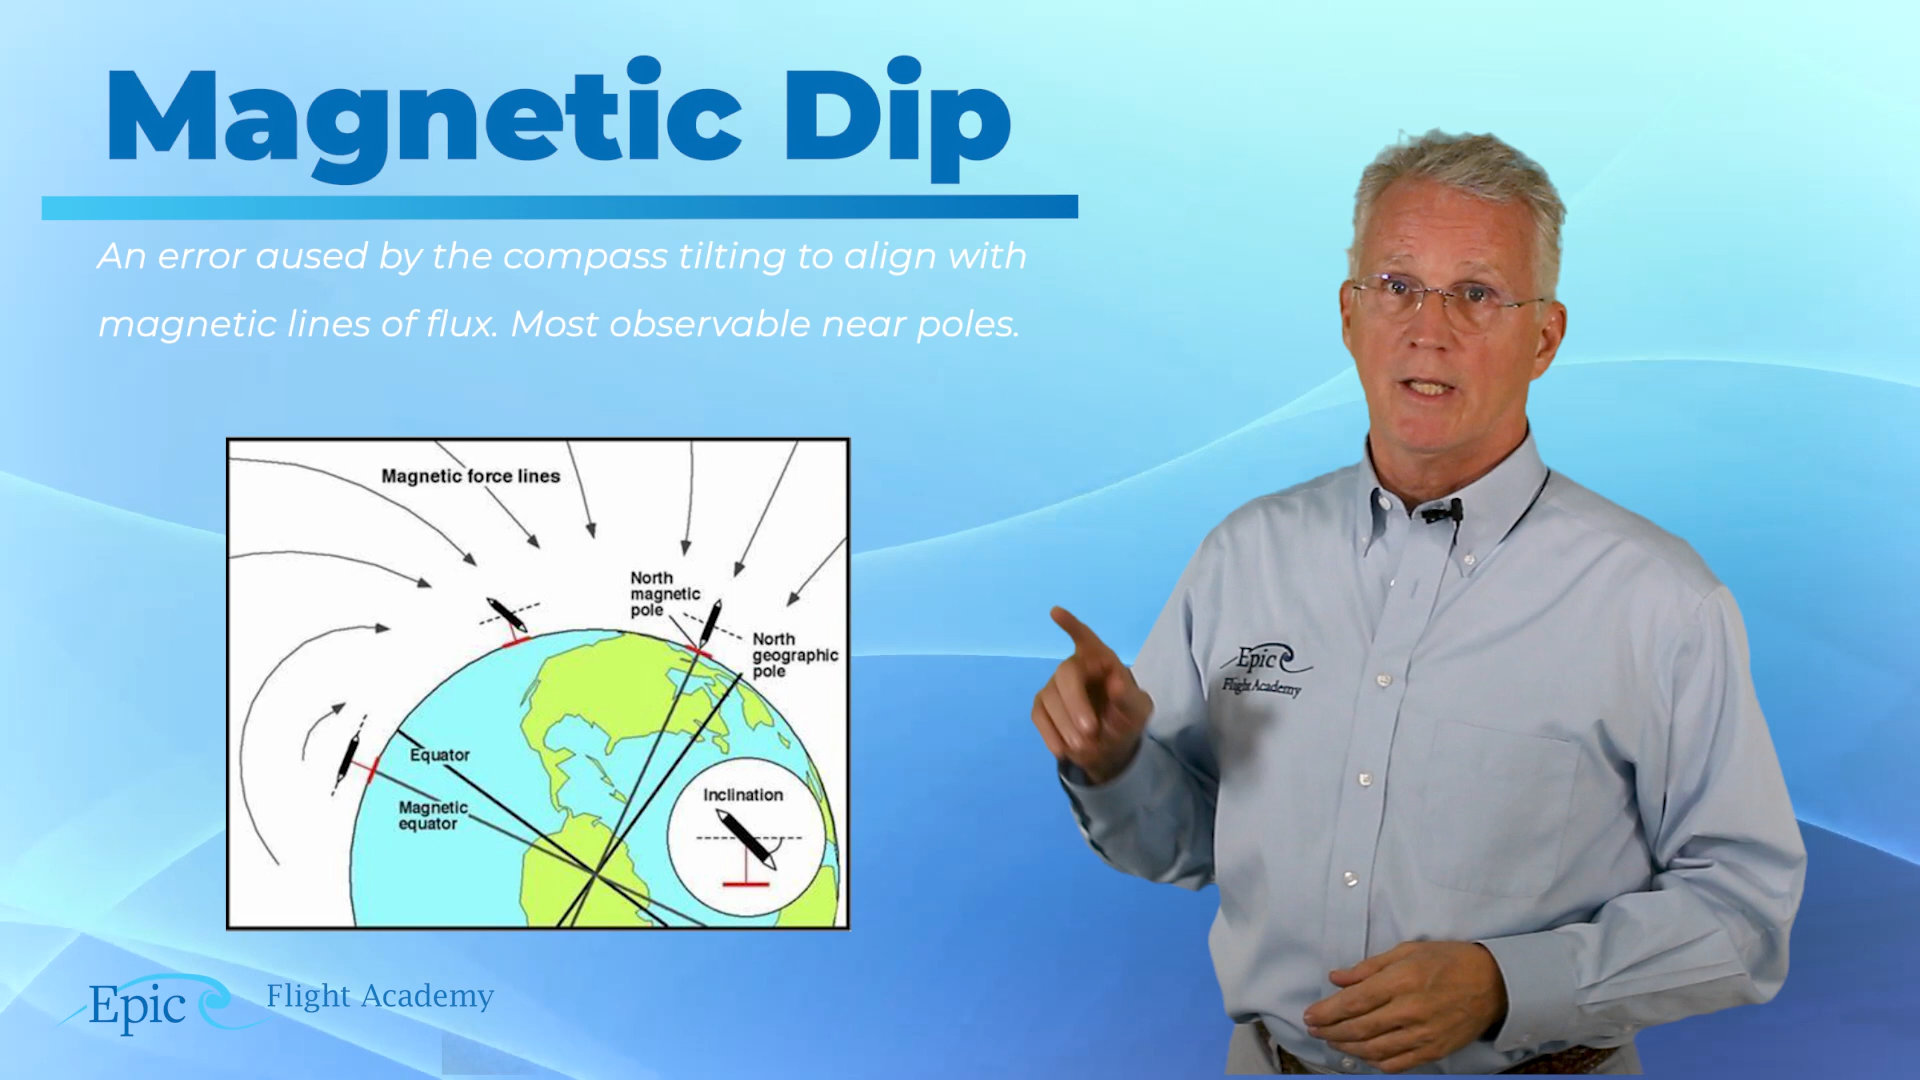 Magnetic Dip
An error aused by the compass tilting to align with
magnetic lines of flux. Most observable near poles.
Magnetic force lines
North
magnetic
pole
North
geographic
pole
Equator
Magnetic
equator
Inclination
Epic
Flight Academy
Epic Flight Academy